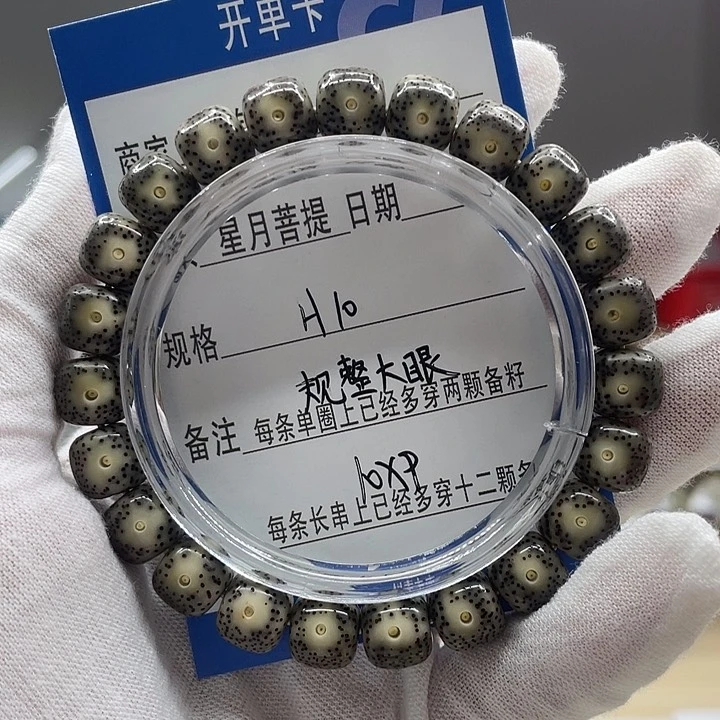 开单卡
商家
星月菩提 日期
规格 H10
规整大眼
备注 每条单圈上已经多穿两颗备籽
10XP
每条长串上已经多穿十二颗备